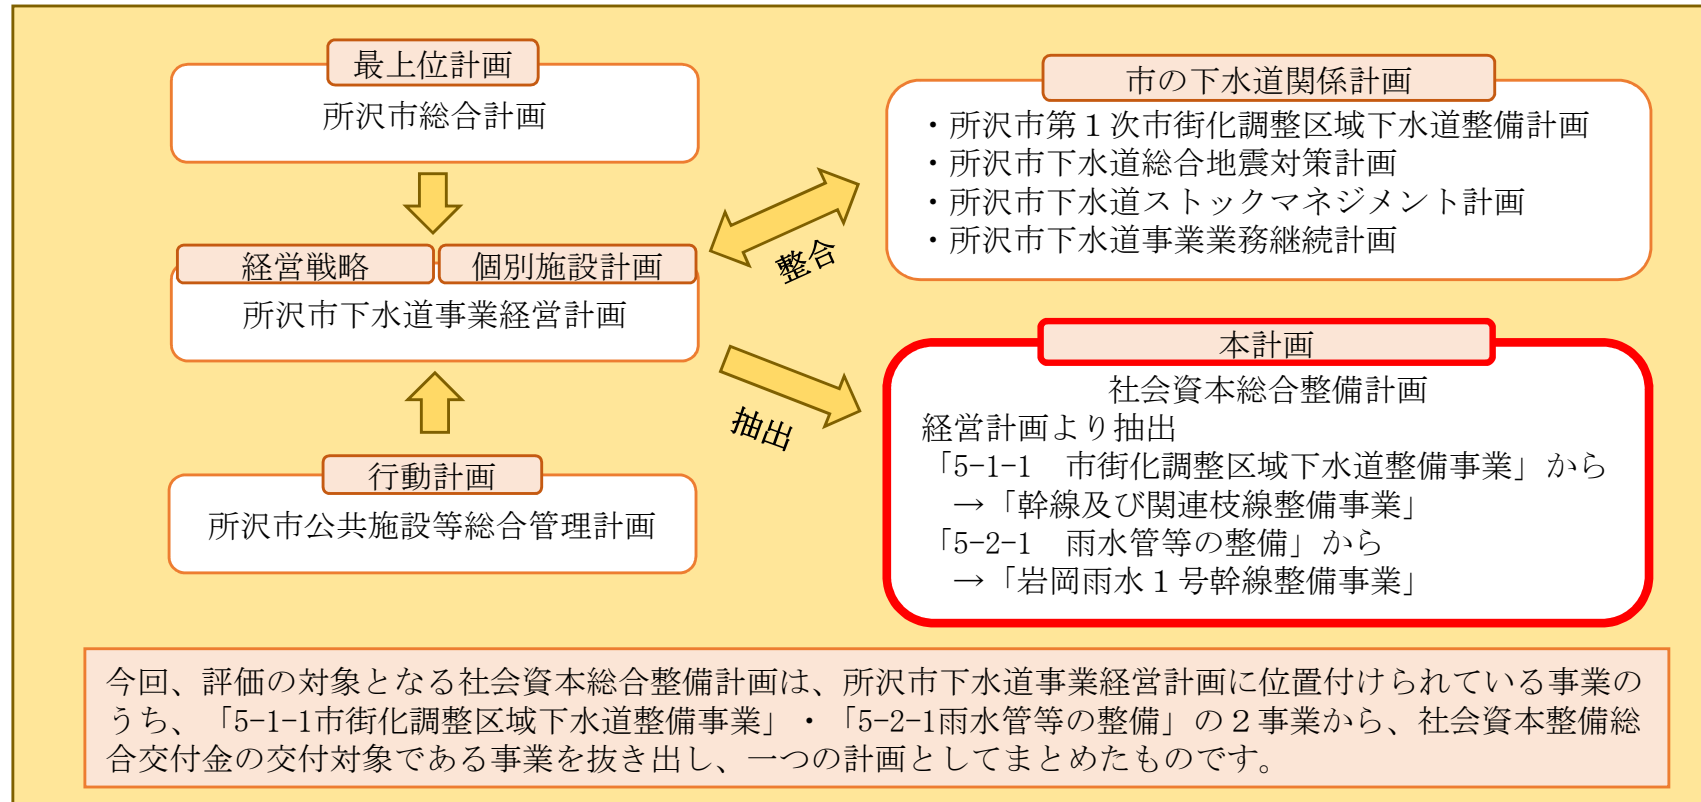 最上位計画
所沢市総合計画
経営戦略
個別施設計画
所沢市下水道事業経営計画
行動計画
所沢市公共施設等総合管理計画
整合
抽出
市の下水道関係計画
・所沢市第１次市街化調整区域下水道整備計画
・所沢市下水道総合地震対策計画
・所沢市下水道ストックマネジメント計画
・所沢市下水道事業業務継続計画
本計画
社会資本総合整備計画
経営計画より抽出
「5-1-1　市街化調整区域下水道整備事業」から
→「幹線及び関連枝線整備事業」
「5-2-1　雨水管等の整備」から
→「岩岡雨水１号幹線整備事業」
今回、評価の対象となる社会資本総合整備計画は、所沢市下水道事業経営計画に位置付けられている事業の
うち、「5-1-1市街化調整区域下水道整備事業」・「5-2-1雨水管等の整備」の２事業から、社会資本整備総
合交付金の交付対象である事業を抜き出し、一つの計画としてまとめたものです。